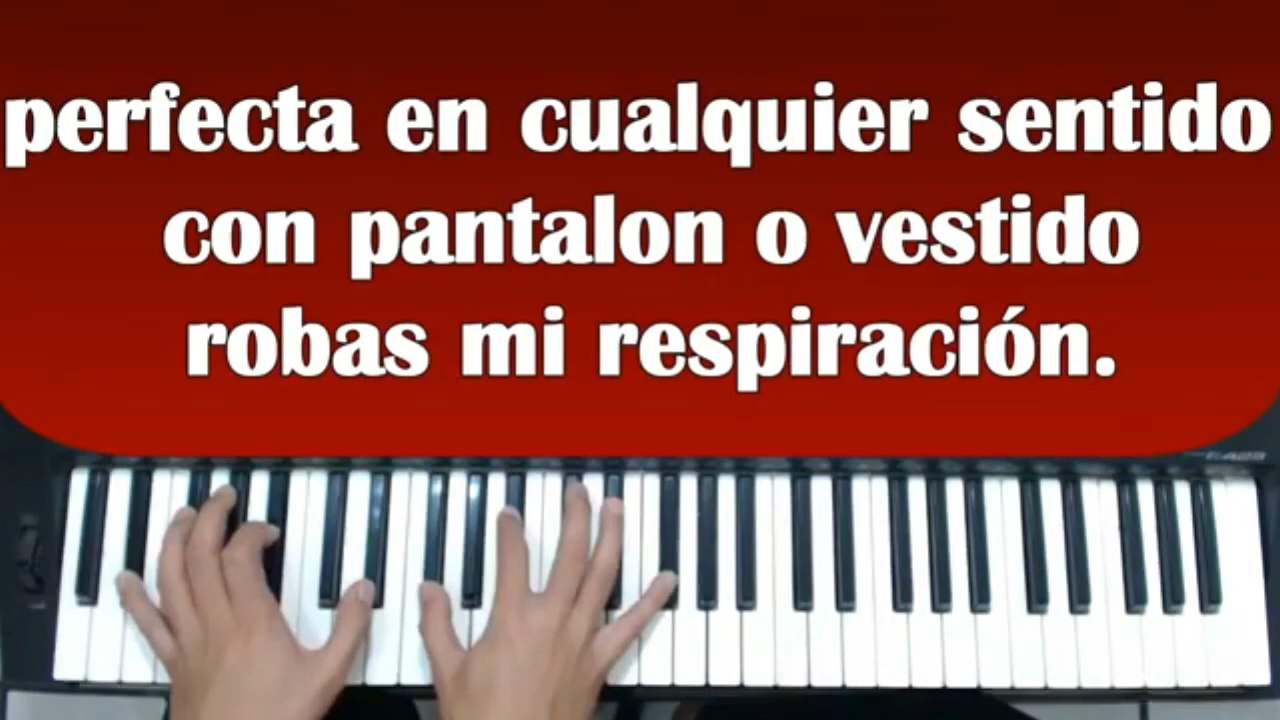 perfecta en cualquier sentido
con pantalon o vestido
robas mi respiración.